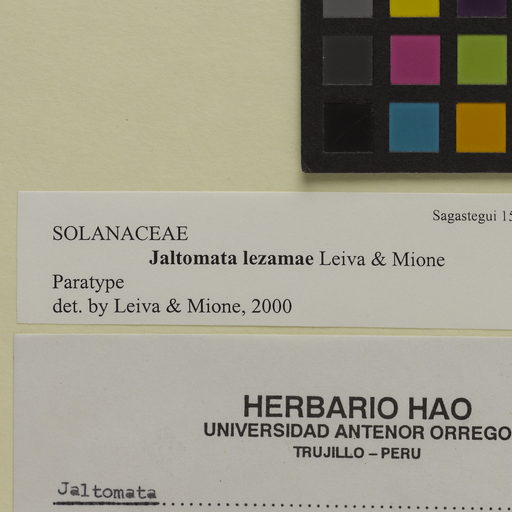 Sagastegui 15
SOLANACEAE
Jaltomata lezamae Leiva & Mione
Paratype
det. by Leiva & Mione, 2000
HERBARIO HAO
UNIVERSIDAD ANTENOR ORREGO
TRUJILLO – PERU
Jaltomata